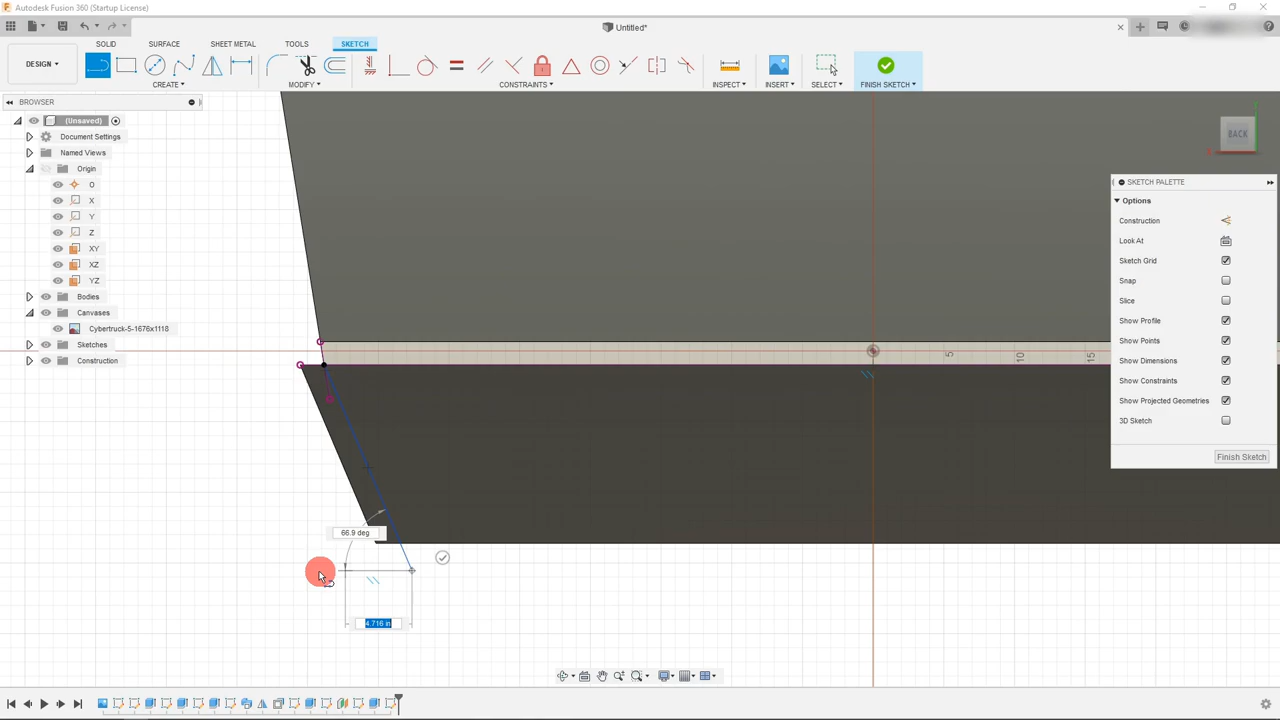 Autodesk Fusion 360 (Startup License)
Untitled*
SOLID
SURFACE
SHEET METAL
TOOLS
SKETCH
DESIGN
CREATE
MODIFY
CONSTRAINTS
INSPECT
INSERT
SELECT
FINISH SKETCH
BROWSER
(Unsaved)
Document Settings
Named Views
Origin
O
X
Y
Z
XY
XZ
YZ
Bodies
Canvases
Cybertruck-5-1676x1118
Sketches
Construction
BACK
SKETCH PALETTE
Options
Construction
Look At
Sketch Grid
Snap
Slice
Show Profile
Show Points
Show Dimensions
Show Constraints
Show Projected Geometries
3D Sketch
Finish Sketch
5
10
15
66.9 deg
4.716 in